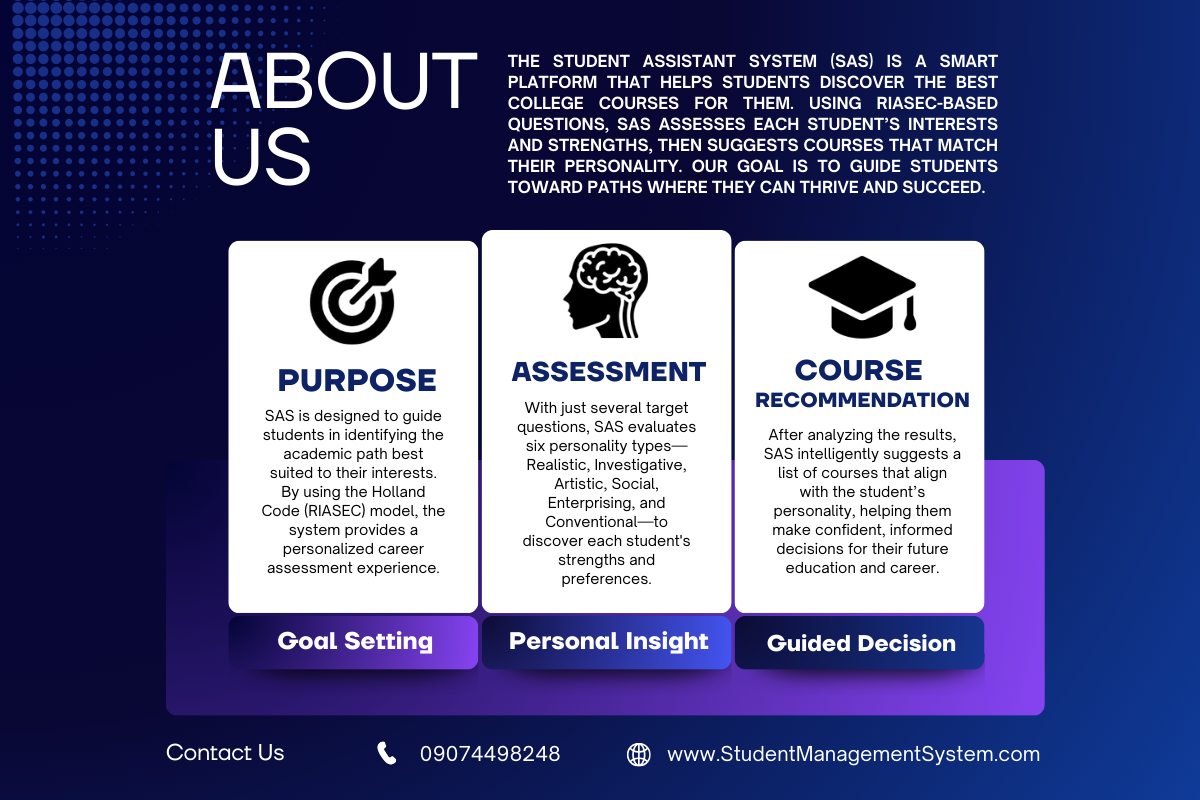 ABOUT
US
THE STUDENT ASSISTANT SYSTEM (SAS) IS A SMART
PLATFORM THAT HELPS STUDENTS DISCOVER THE BEST
COLLEGE COURSES FOR THEM. USING RIASEC-BASED
QUESTIONS, SAS ASSESSES EACH STUDENT’S INTERESTS
AND STRENGTHS, THEN SUGGESTS COURSES THAT MATCH
THEIR PERSONALITY. OUR GOAL IS TO GUIDE STUDENTS
TOWARD PATHS WHERE THEY CAN THRIVE AND SUCCEED.
PURPOSE
SAS is designed to guide
students in identifying the
academic path best
suited to their interests.
By using the Holland
Code (RIASEC) model, the
system provides a
personalized career
assessment experience.
Goal Setting
ASSESSMENT
With just several target
questions, SAS evaluates
six personality types—
Realistic, Investigative,
Artistic, Social,
Enterprising, and
Conventional—to
discover each student's
strengths and
preferences.
Personal Insight
COURSE
RECOMMENDATION
After analyzing the results,
SAS intelligently suggests a
list of courses that align
with the student’s
personality, helping them
make confident, informed
decisions for their future
education and career.
Guided Decision
Contact Us
09074498248
www.StudentManagementSystem.com